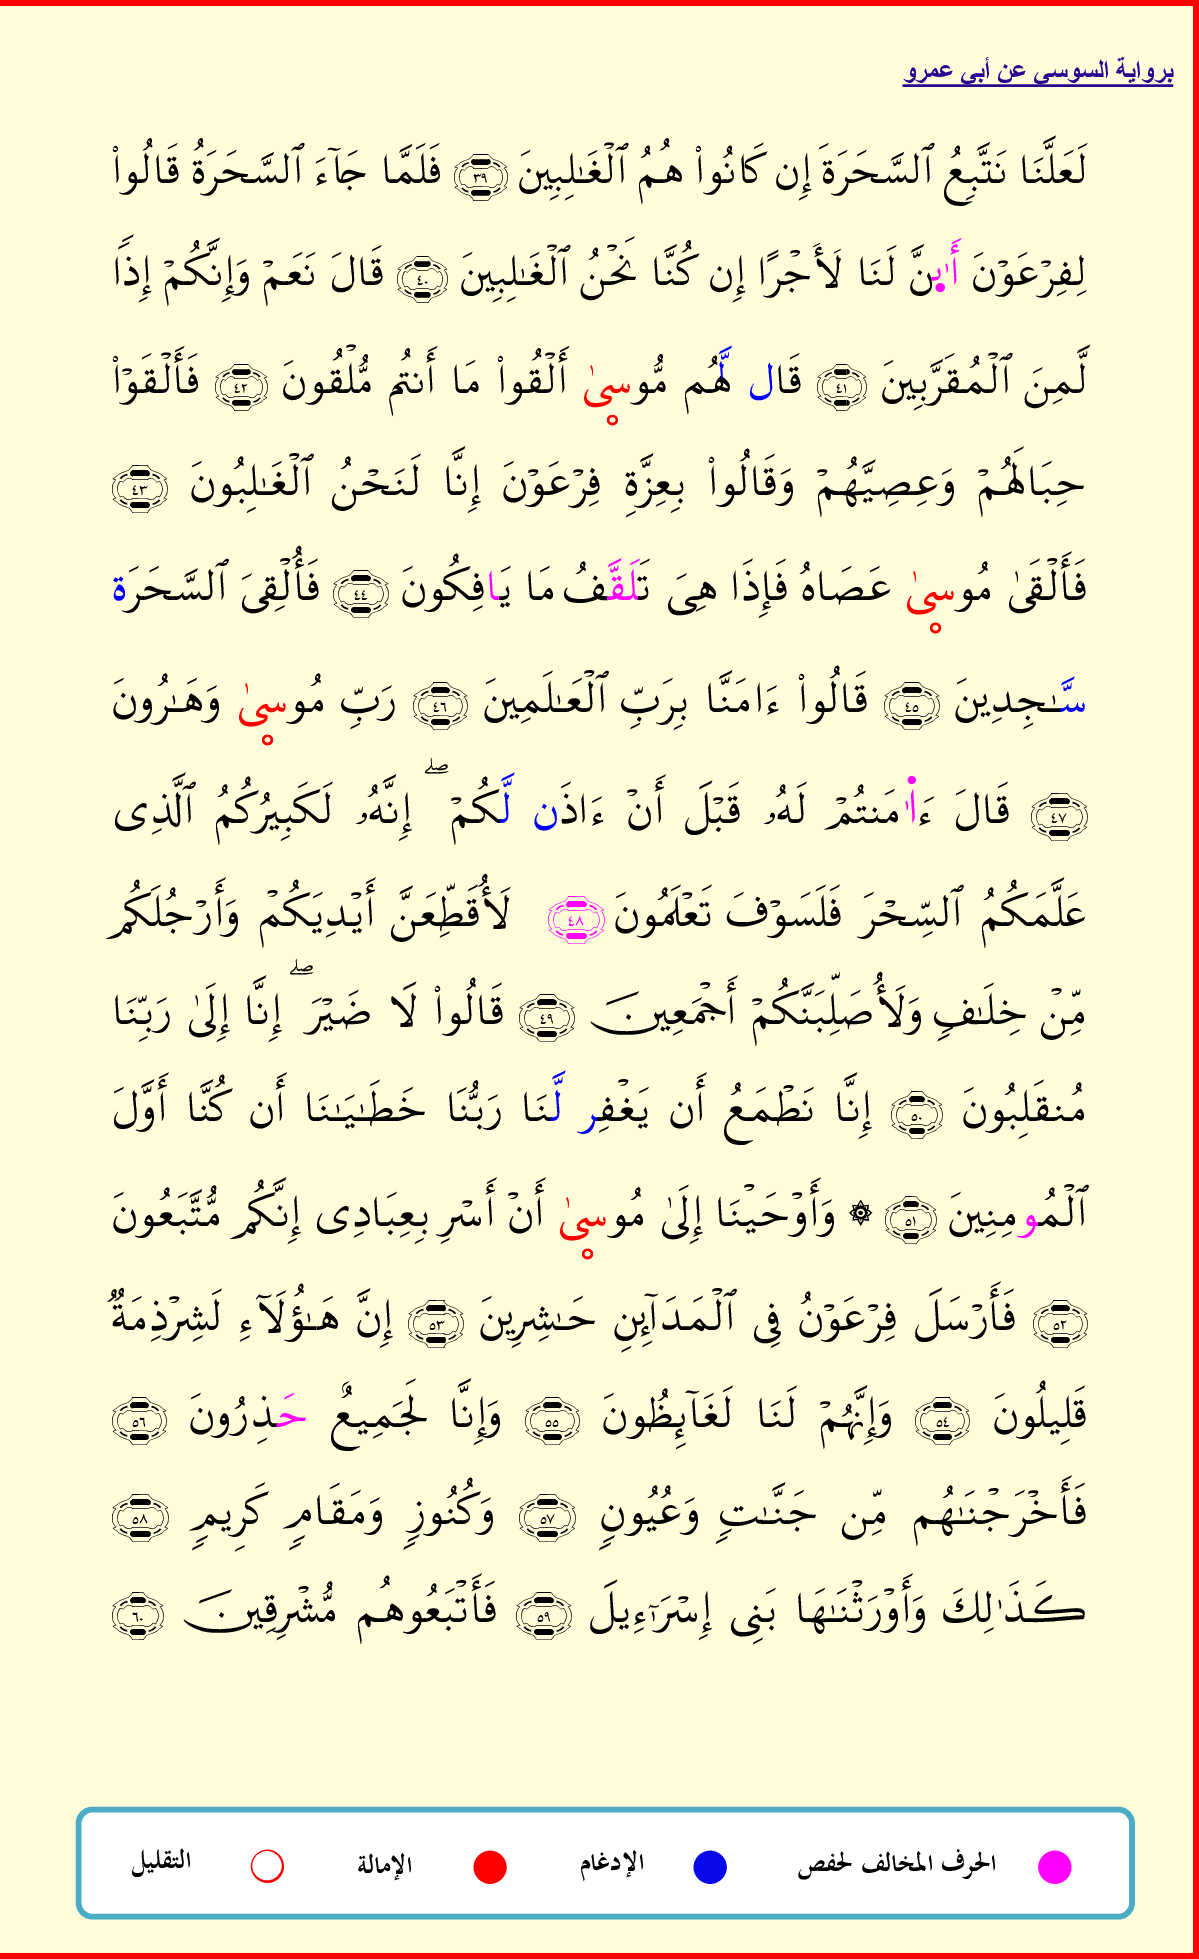 برواية السوسي عن أبي عمرو
لَعَلَّنَا نَتَّبِعُ ٱلسَّحَرَةَ إِن كَانُوا۟ هُمُ ٱلْغَـٰلِبِينَ ٣٩ فَلَمَّا جَآءَ ٱلسَّحَرَةُ قَالُوا۟
لِفِرْعَوْنَ أَا۬ىِٕنَّ لَنَا لَأَجْرًا إِن كُنَّا نَحْنُ ٱلْغَـٰلِبِينَ ٤٠ قَالَ نَعَمْ وَإِنَّكُمْ إِذًا
لَّمِنَ ٱلْمُقَرَّبِينَ ٤١ قَال لَّهُم مُّوسىٰ أَلْقُوا۟ مَا أَنتُم مُّلْقُونَ ٤٢ فَأَلْقَوْا۟
حِبَالَهُمْ وَعِصِيَّهُمْ وَقَالُوا۟ بِعِزَّةِ فِرْعَوْنَ إِنَّا لَنَحْنُ ٱلْغَـٰلِبُونَ ٤٣
فَأَلْقَىٰ مُوسىٰ عَصَاهُ فَإِذَا هِىَ تَلَقَّفُ مَا يَافِكُونَ ٤٤ فَأُلْقِىَ ٱلسَّحَرَة
سَّـٰجِدِينَ ٤٥ قَالُوا۟ ءَامَنَّا بِرَبِّ ٱلْعَـٰلَمِينَ ٤٦ رَبِّ مُوسىٰ وَهَـٰرُونَ
٤٧ قَالَ ءَا۬مَنتُمْ لَهُۥ قَبْلَ أَنْ ءَاذَن لَّكُمْ ۖ إِنَّهُۥ لَكَبِيرُكُمُ ٱلَّذِى
عَلَّمَكُمُ ٱلسِّحْرَ فَلَسَوْفَ تَعْلَمُونَ ٤٨ لَأُقَطِّعَنَّ أَيْدِيَكُمْ وَأَرْجُلَكُم
مِّنْ خِلَـٰفٍ وَلَأُصَلِّبَنَّكُمْ أَجْمَعِينَ ٤٩ قَالُوا۟ لَا ضَيْرَ ۖ إِنَّا إِلَىٰ رَبِّنَا
مُنقَلِبُونَ ٥٠ إِنَّا نَطْمَعُ أَن يَغْفِر لَّنَا رَبُّنَا خَطَـٰيَـٰنَا أَن كُنَّا أَوَّلَ
ٱلْمُومِنِينَ ٥١ ۞ وَأَوْحَيْنَا إِلَىٰ مُوسىٰ أَنْ أَسْرِ بِعِبَادِى إِنَّكُم مُّتَّبَعُونَ
٥٢ فَأَرْسَلَ فِرْعَوْنُ فِى ٱلْمَدَآئِنِ حَـٰشِرِينَ ٥٣ إِنَّ هَـٰؤُلَآءِ لَشِرْذِمَةٌ
قَلِيلُونَ ٥٤ وَإِنَّهُمْ لَنَا لَغَآئِظُونَ ٥٥ وَإِنَّا لَجَمِيعٌ حَذِرُونَ ٥٦
فَأَخْرَجْنَـٰهُم مِّن جَنَّـٰتٍ وَعُيُونٍ ٥٧ وَكُنُوزٍ وَمَقَامٍ كَرِيمٍ ٥٨
كَذَٰلِكَ وَأَوْرَثْنَـٰهَا بَنِى إِسْرَٰٓءِيلَ ٥٩ فَأَتْبَعُوهُم مُّشْرِقِينَ ٦٠
الحرف المخالف لحفص الإدغام الإمالة التقليل